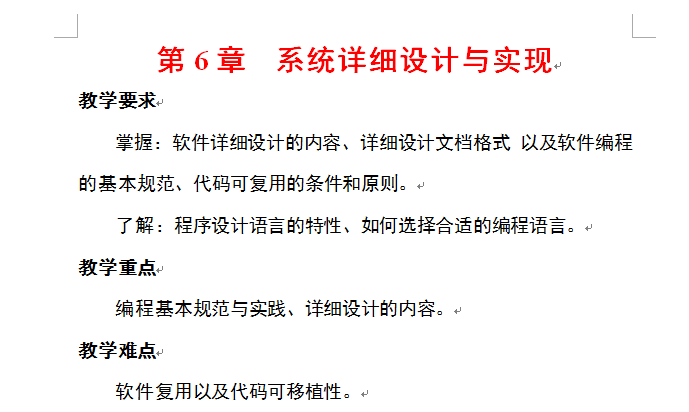 第 6 章　系统详细设计与实现
教学要求
掌握：软件详细设计的内容、详细设计文档格式 以及软件编程
的基本规范、代码可复用的条件和原则。
了解：程序设计语言的特性、如何选择合适的编程语言。
教学重点
编程基本规范与实践、详细设计的内容。
教学难点
软件复用以及代码可移植性。